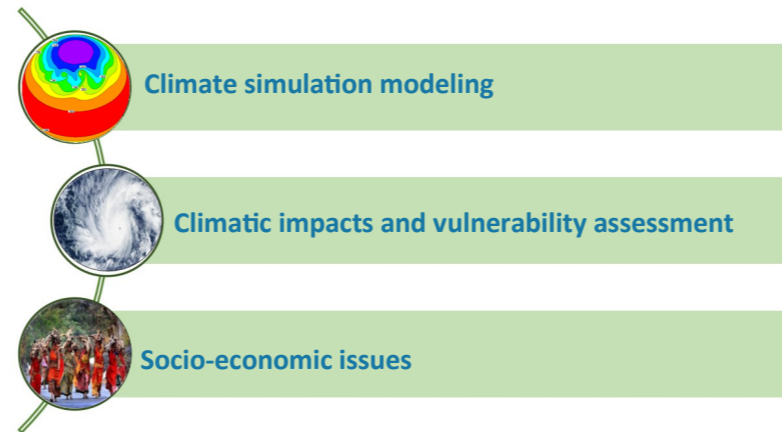 Climate simulation modeling
Climatic impacts and vulnerability assessment
Socio-economic issues